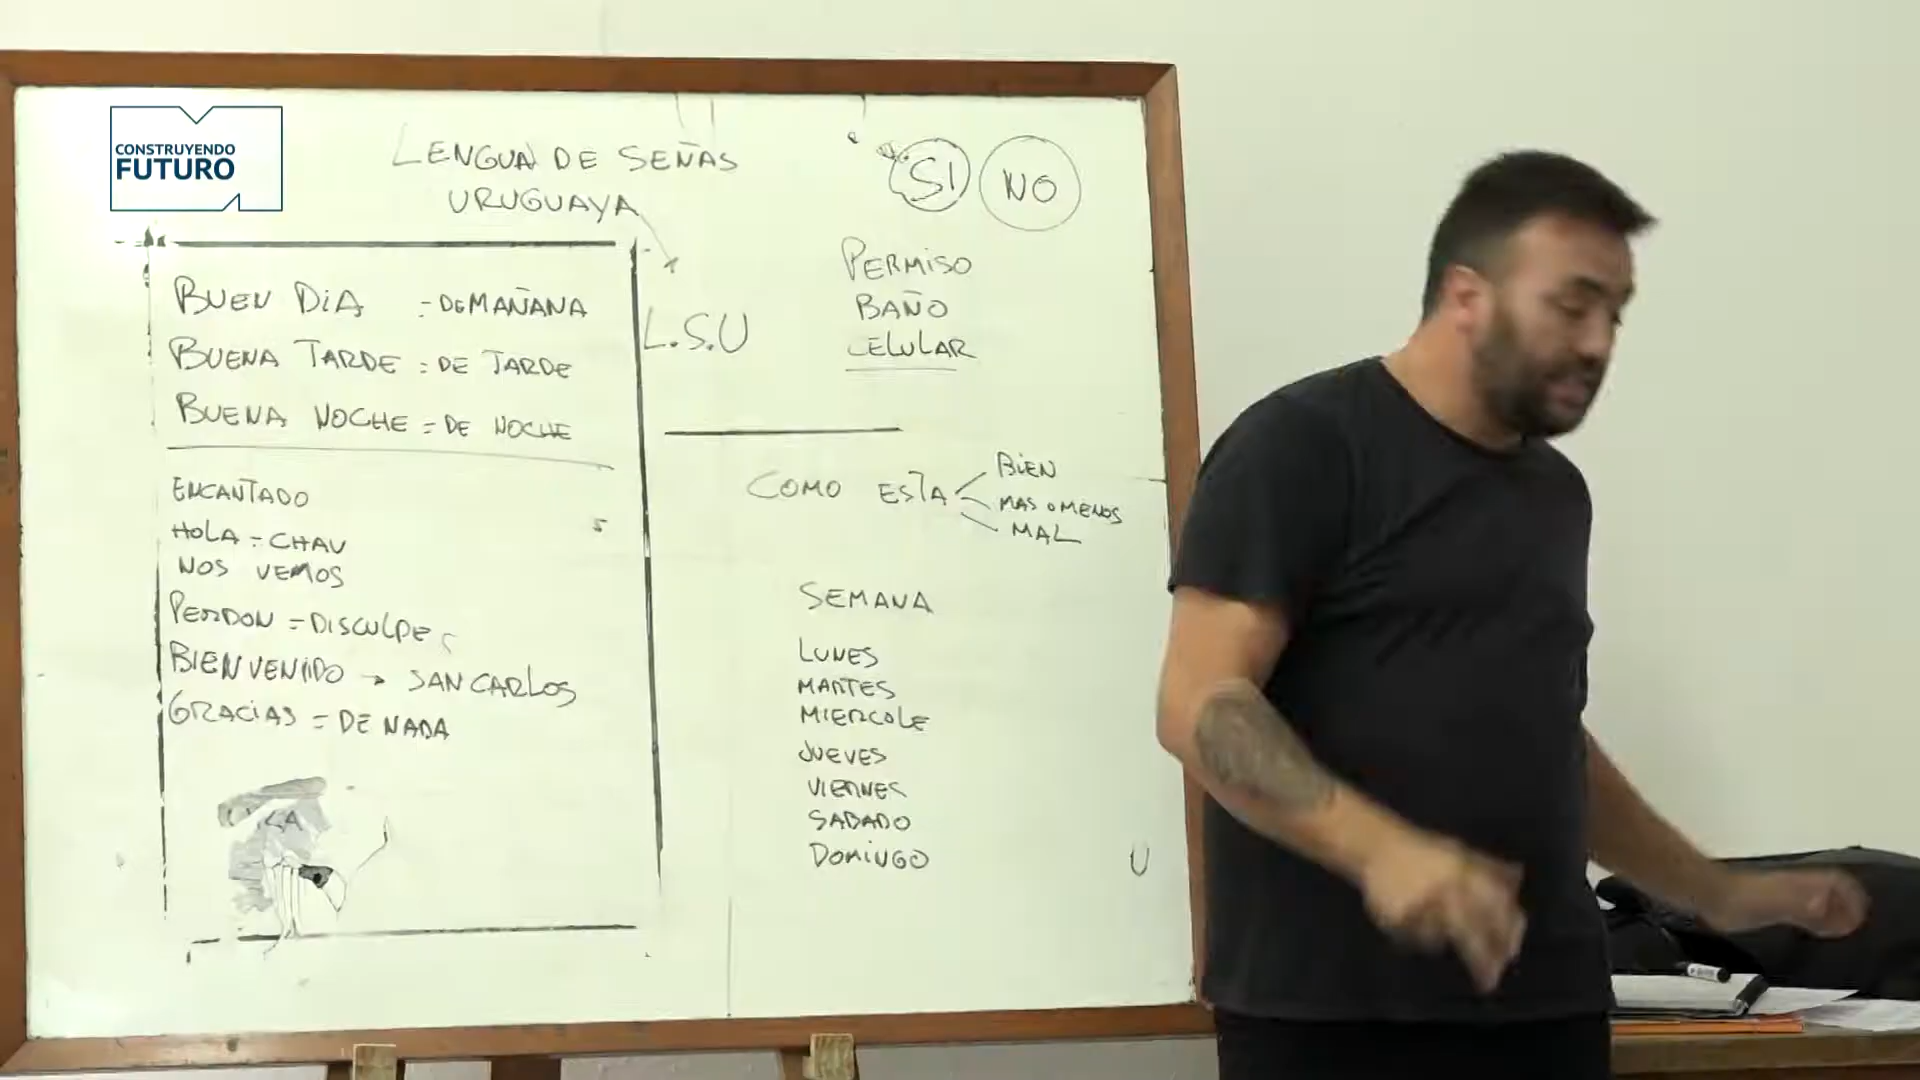 CONSTRUYENDO
FUTURO
LENGUA DE SEÑAS
URUGUAYA
L.S.U
BUEN DIA = DE MAÑANA
BUENA TARDE = DE TARDE
BUENA NOCHE = DE NOCHE
ENCANTADO
HOLA = CHAU
NOS VEMOS
PERDON = DISCULPE
BIENVENIDO → SAN CARLOS
GRACIAS = DE NADA
SI NO
PERMISO
BAÑO
CELULAR
COMO ESTA
BIEN
MAS O MENOS
MAL
SEMANA
LUNES
MARTES
MIERCOLE
JUEVES
VIERNES
SABADO
DOMINGO
U